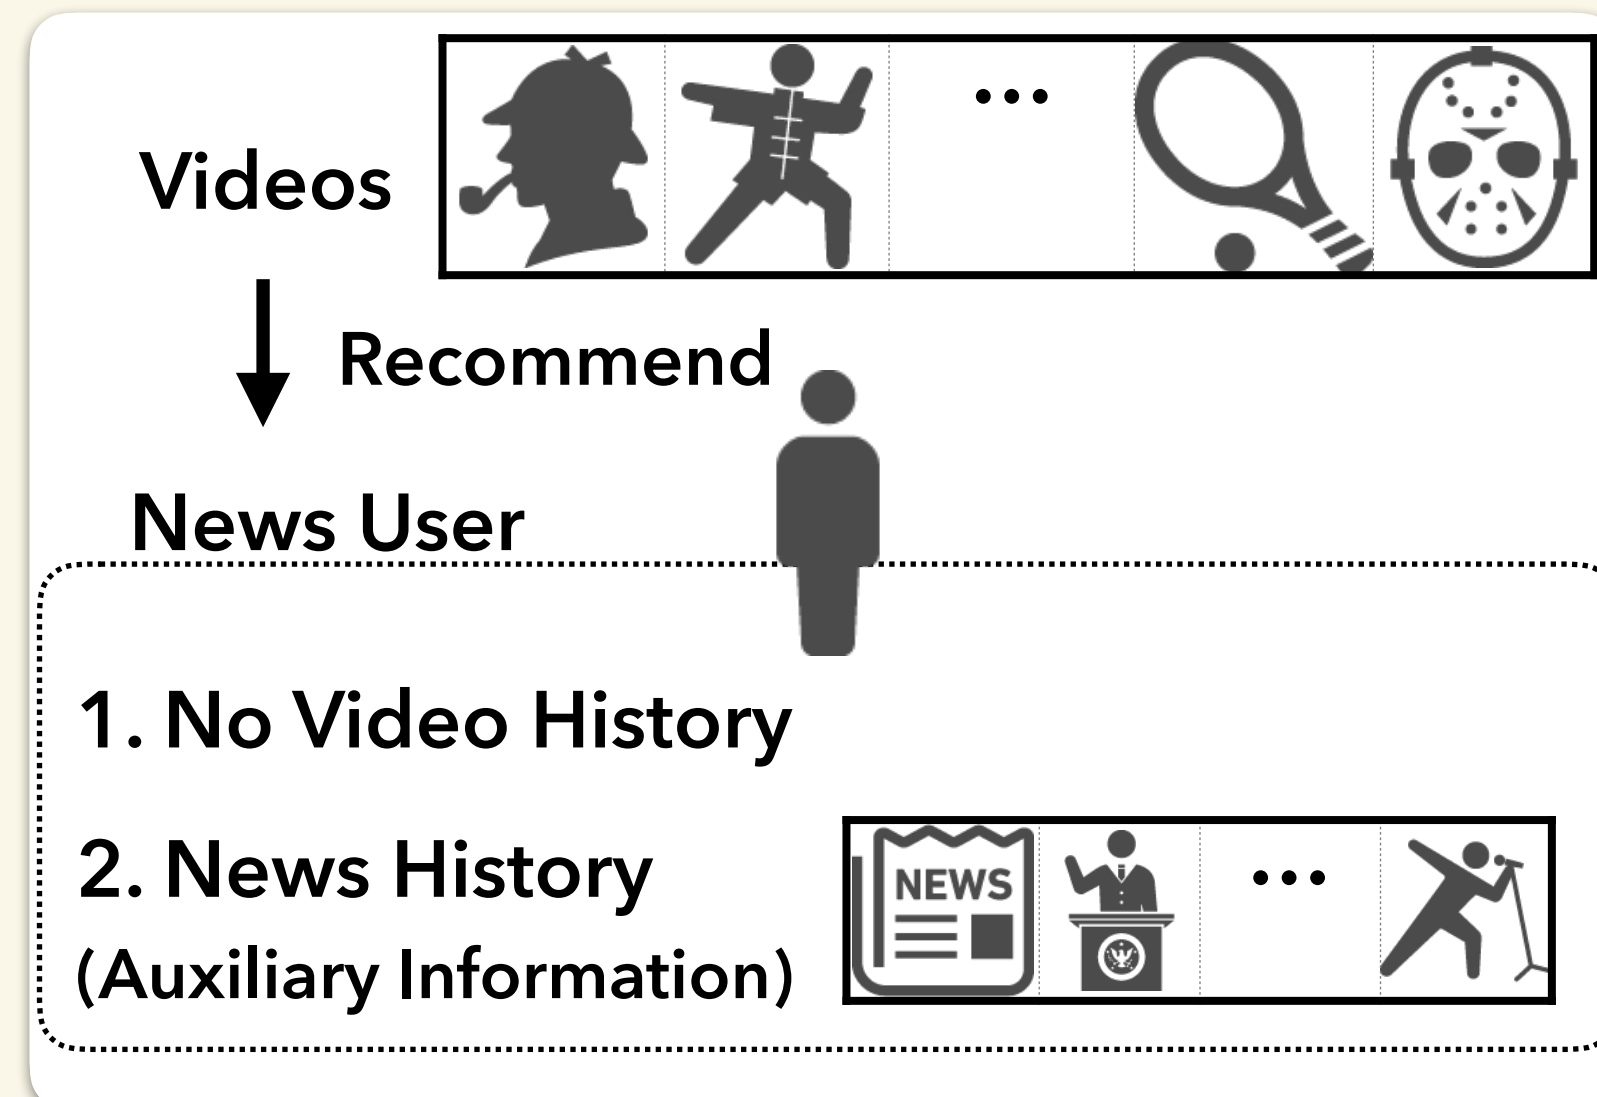 Videos
...
Recommend
News User
1. No Video History
2. News History
(Auxiliary Information)
NEWS
...